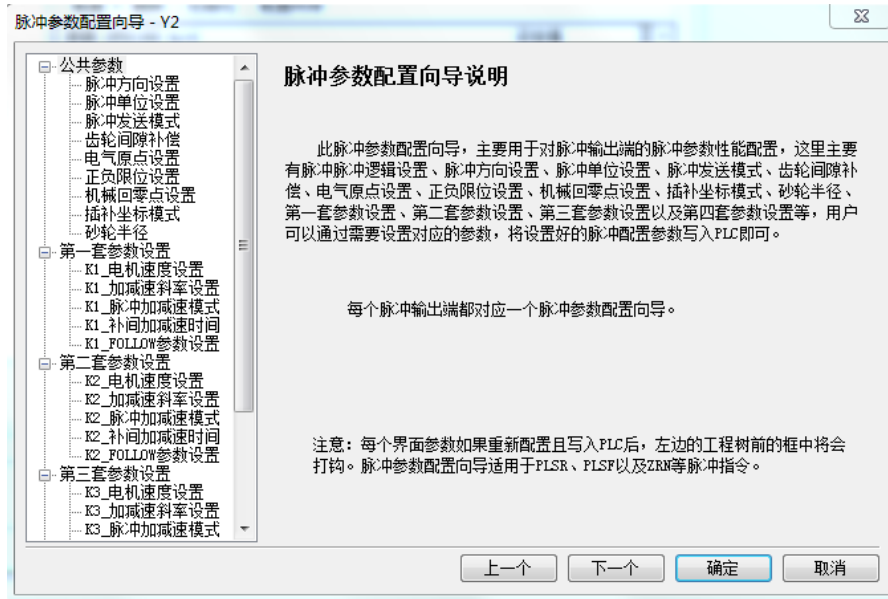 脉冲参数配置向导 - Y2
公共参数
脉冲方向设置
脉冲单位设置
脉冲发送模式
齿轮间隙补偿
电气原点设置
正负限位设置
机械回零点设置
插补坐标模式
砂轮半径
第一套参数设置
K1_电机速度设置
K1_加减速斜率设置
K1_脉冲加减速模式
K1_补间加减速时间
K1_FOLLOW参数设置
第二套参数设置
K2_电机速度设置
K2_加减速斜率设置
K2_脉冲加减速模式
K2_补间加减速时间
K2_FOLLOW参数设置
第三套参数设置
K3_电机速度设置
K3_加减速斜率设置
K3_脉冲加减速模式
脉冲参数配置向导说明
此脉冲参数配置向导，主要用于对脉冲输出端的脉冲参数性能配置，这里主要
有脉冲脉冲逻辑设置、脉冲方向设置、脉冲单位设置、脉冲发送模式、齿轮间隙补
偿、电气原点设置、正负限位设置、机械回零点设置、插补坐标模式、砂轮半径、
第一套参数设置、第二套参数设置、第三套参数设置以及第四套参数设置等，用户
可以通过需要设置对应的参数，将设置好的脉冲配置参数写入PLC即可。
每个脉冲输出端都对应一个脉冲参数配置向导。
注意：每个界面参数如果重新配置且写入PLC后，左边的工程树前的框中将会
打钩。脉冲参数配置向导适用于PLSR、PLSF以及ZRN等脉冲指令。
上一个
下一个
确定
取消